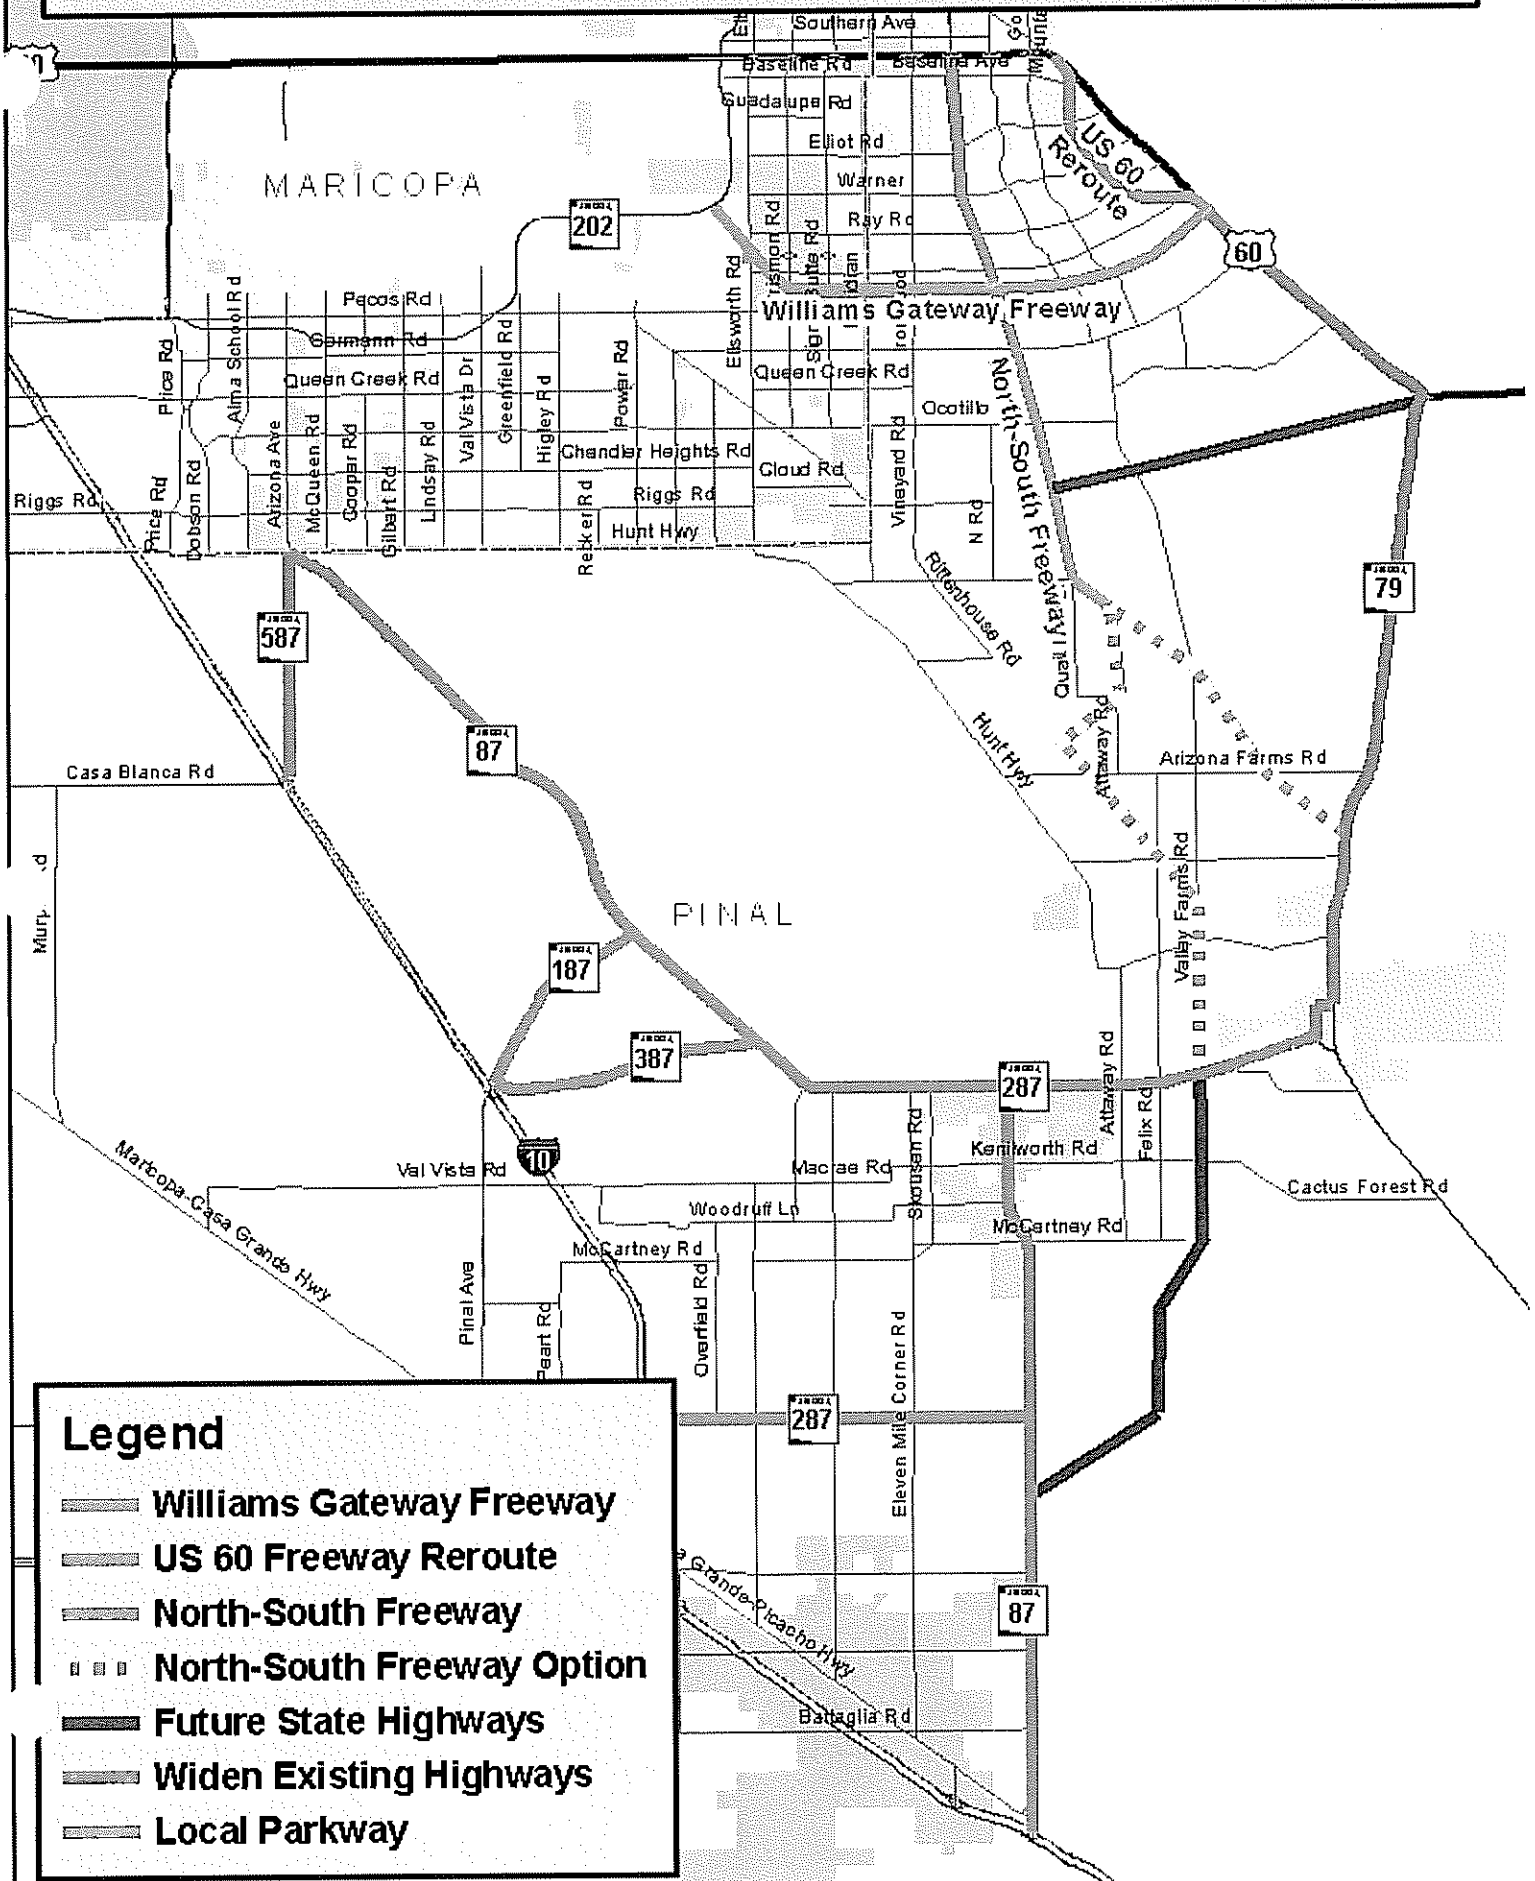 Southern Ave
Baseline Rd
Baseline Ave
Guadalupe Rd
Elliot Rd
US 60
Reroute
MARICOPA
Warner
202
Ray Rd
60
Ellsworth Rd
Pecos Rd
Williams Gateway Freeway
Alma School Rd
Germann Rd
Price Rd
Queen Creek Rd
Val Vista Dr
Greenfield Rd
Higley Rd
Power Rd
Queen Creek Rd
Ocotillo
North-South Freeway
Arizona Ave
McQueen Rd
Cooper Rd
Gilbert Rd
Lindsay Rd
Chandler Heights Rd
Cloud Rd
Vineyard Rd
Riggs Rd
Price Rd
Dobson Rd
Recker Rd
Riggs Rd
Hunt Hwy
N Rd
Rittenhouse Rd
79
587
Quail
87
Hunt Hwy
Attaway Rd
Casa Blanca Rd
Arizona Farms Rd
Valley Farms Rd
PINAL
187
387
287
Attaway Rd
Felix Rd
10
Maricopa-Casa Grande Hwy
Val Vista Rd
Macrae Rd
Skousen Rd
Kenilworth Rd
Cactus Forest Rd
Woodruff Ln
McCartney Rd
McCartney Rd
Pinal Ave
Peart Rd
Overfield Rd
Eleven Mile Corner Rd
287
87
Grande-Picacho Hwy
Battaglia Rd
Legend
Williams Gateway Freeway
US 60 Freeway Reroute
North-South Freeway
North-South Freeway Option
Future State Highways
Widen Existing Highways
Local Parkway